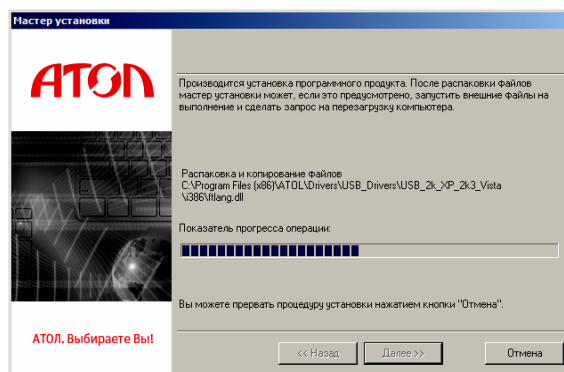 Мастер установки
АТОЛ
Производится установка программного продукта. После распаковки файлов
мастер установки может, если это предусмотрено, запустить внешние файлы на
выполнение и сделать запрос на перезагрузку компьютера.
Распаковка и копирование файлов
C:\Program Files (x86)\ATOL\Drivers\USB_Drivers\USB_2k_XP_2k3_Vista
\i386\ftlang.dll
Показатель прогресса операции:
Вы можете прервать процедуру установки нажатием кнопки "Отмена".
АТОЛ. Выбираете Вы!
<< Назад
Далее >>
Отмена